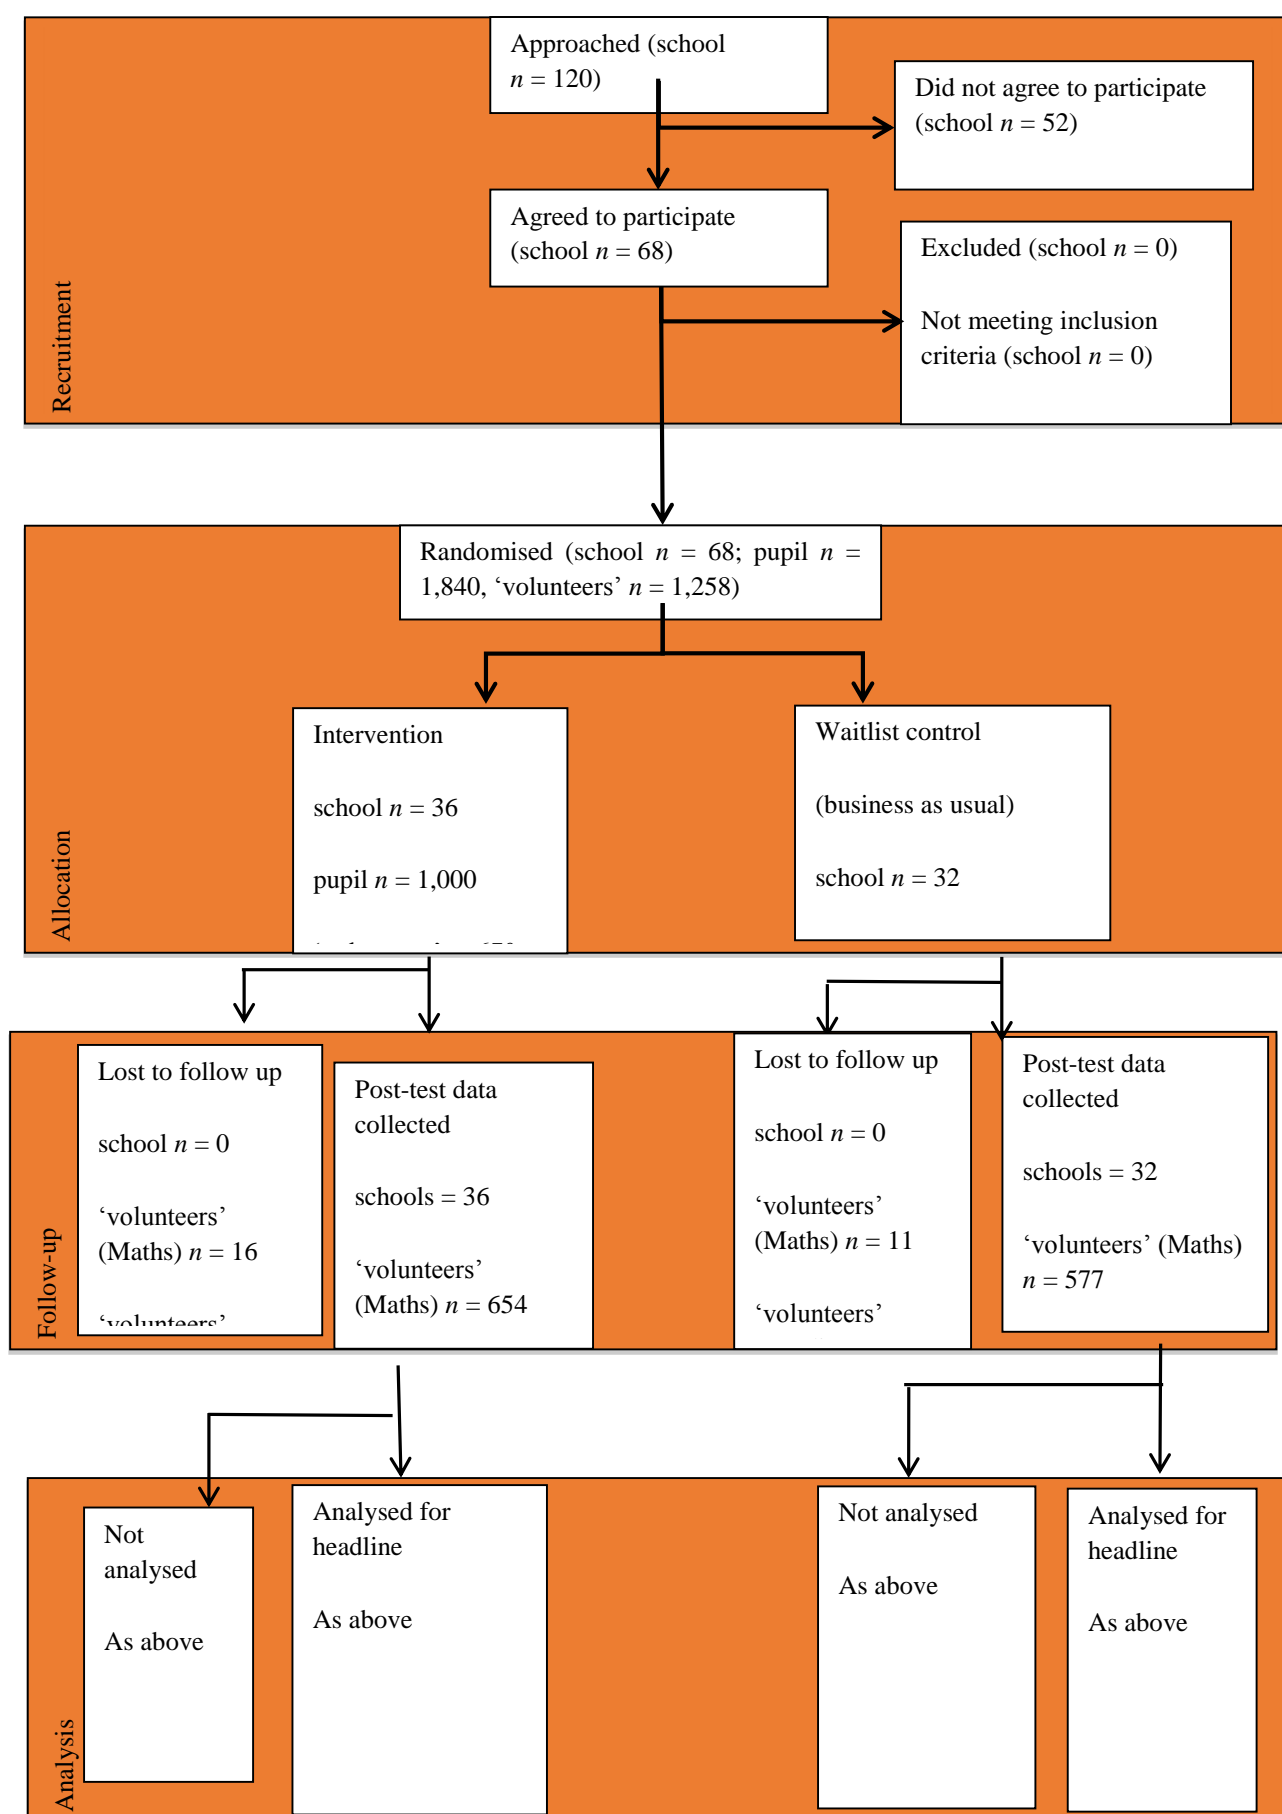 Approached (school
n = 120)
Did not agree to participate
(school n = 52)
Agreed to participate
(school n = 68)
Excluded (school n = 0)
Not meeting inclusion
criteria (school n = 0)
Recruitment
Randomised (school n = 68; pupil n =
1,840, ‘volunteers’ n = 1,258)
Intervention
school n = 36
pupil n = 1,000
Waitlist control
(business as usual)
school n = 32
Allocation
Lost to follow up
school n = 0
‘volunteers’
(Maths) n = 16
‘volunteers’
Post-test data
collected
schools = 36
‘volunteers’
(Maths) n = 654
Lost to follow up
school n = 0
‘volunteers’
(Maths) n = 11
‘volunteers’
Post-test data
collected
schools = 32
‘volunteers’ (Maths)
n = 577
Follow-up
Not
analysed
As above
Analysed for
headline
As above
Not analysed
As above
Analysed for
headline
As above
Analysis